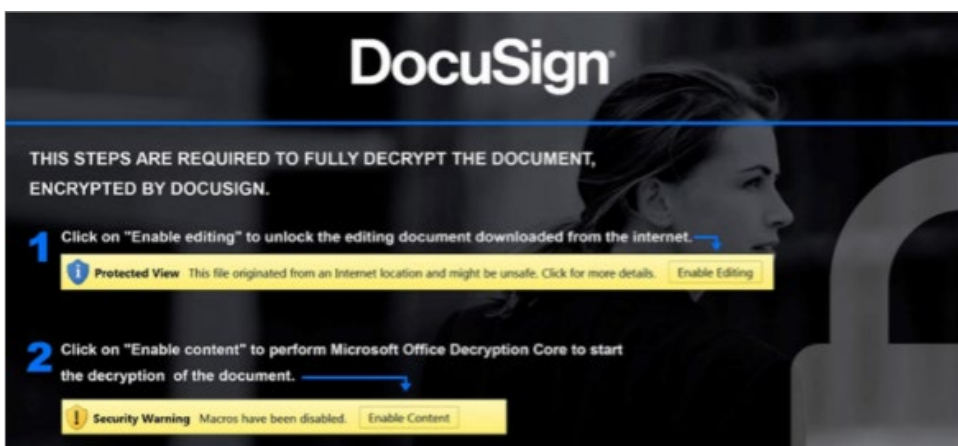 DocuSign
THIS STEPS ARE REQUIRED TO FULLY DECRYPT THE DOCUMENT,
ENCRYPTED BY DOCUSIGN.
1 Click on "Enable editing" to unlock the editing document downloaded from the internet.
Protected View This file originated from an Internet location and might be unsafe. Click for more details. Enable Editing
2 Click on "Enable content" to perform Microsoft Office Decryption Core to start
the decryption of the document.
Security Warning Macros have been disabled. Enable Content